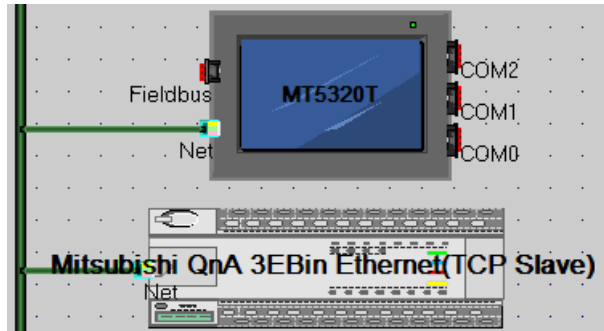 COM2
Fieldbus
MT5320T
COM1
Net
COM0
Mitsubishi QnA 3EBin Ethernet(TCP Slave)
Net